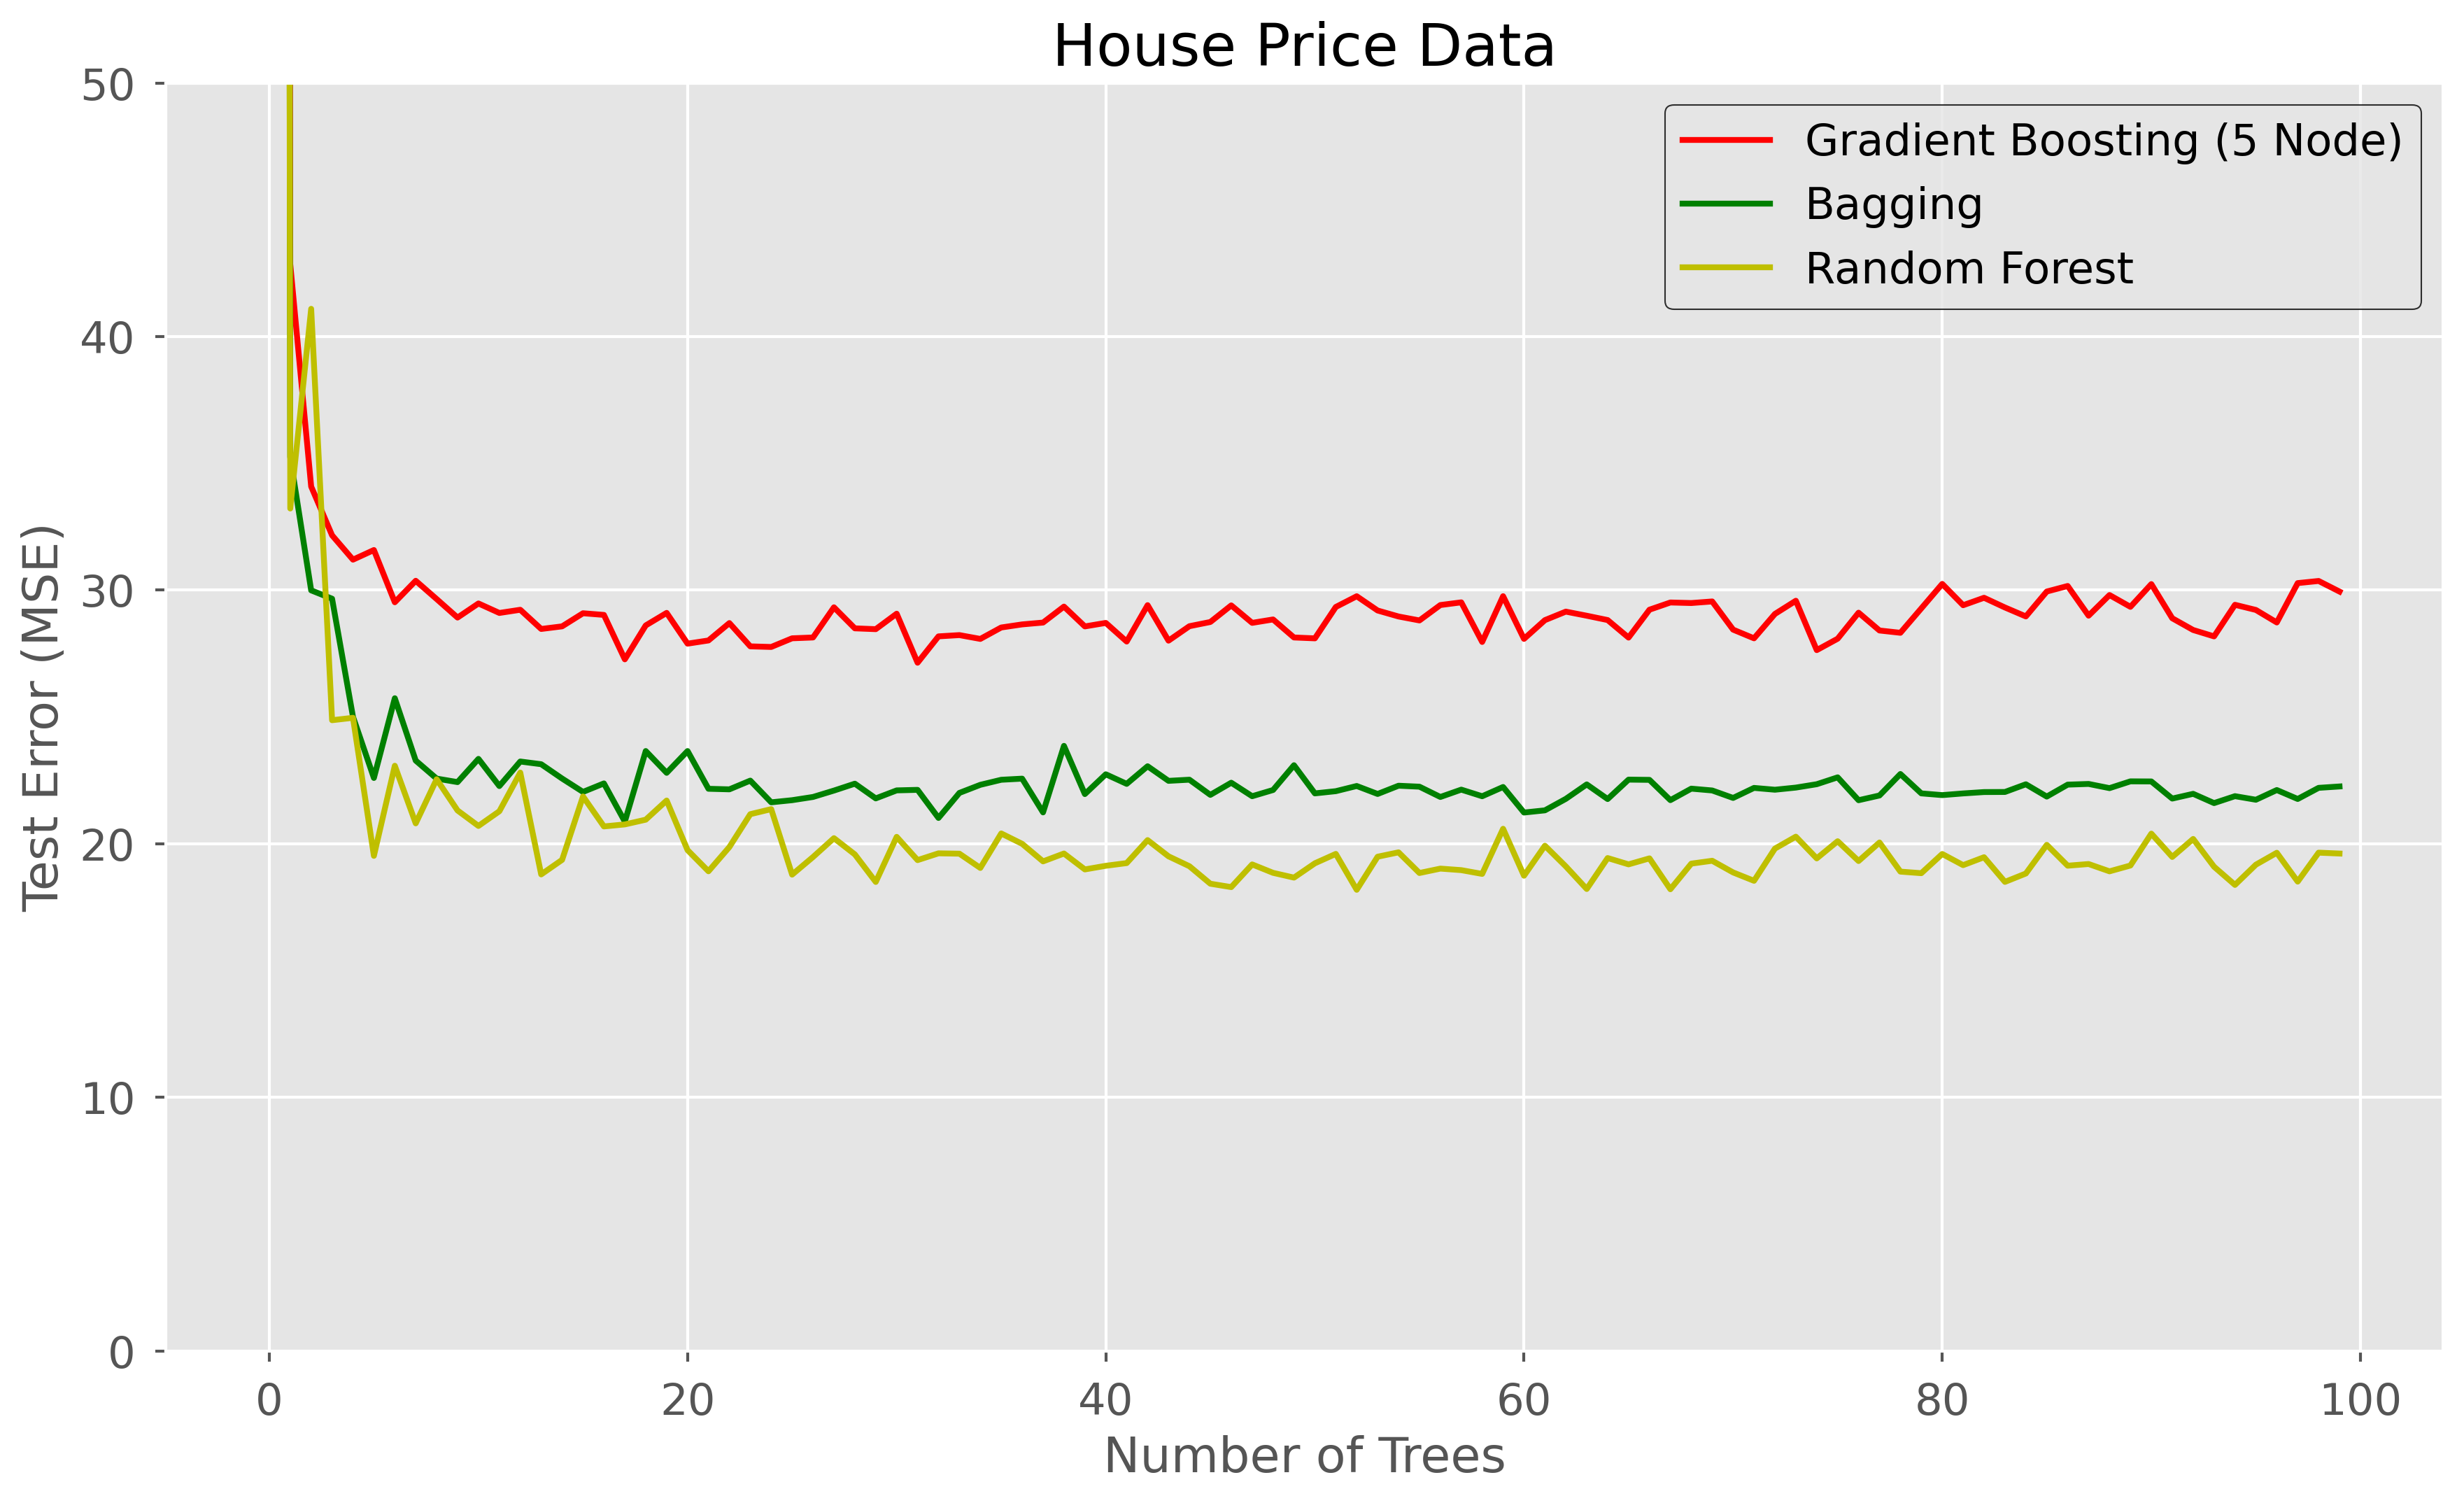 House Price Data
50
40
30
20
10
0
Test Error (MSE)
Gradient Boosting (5 Node)
Bagging
Random Forest
0 20 40 60 80 100
Number of Trees